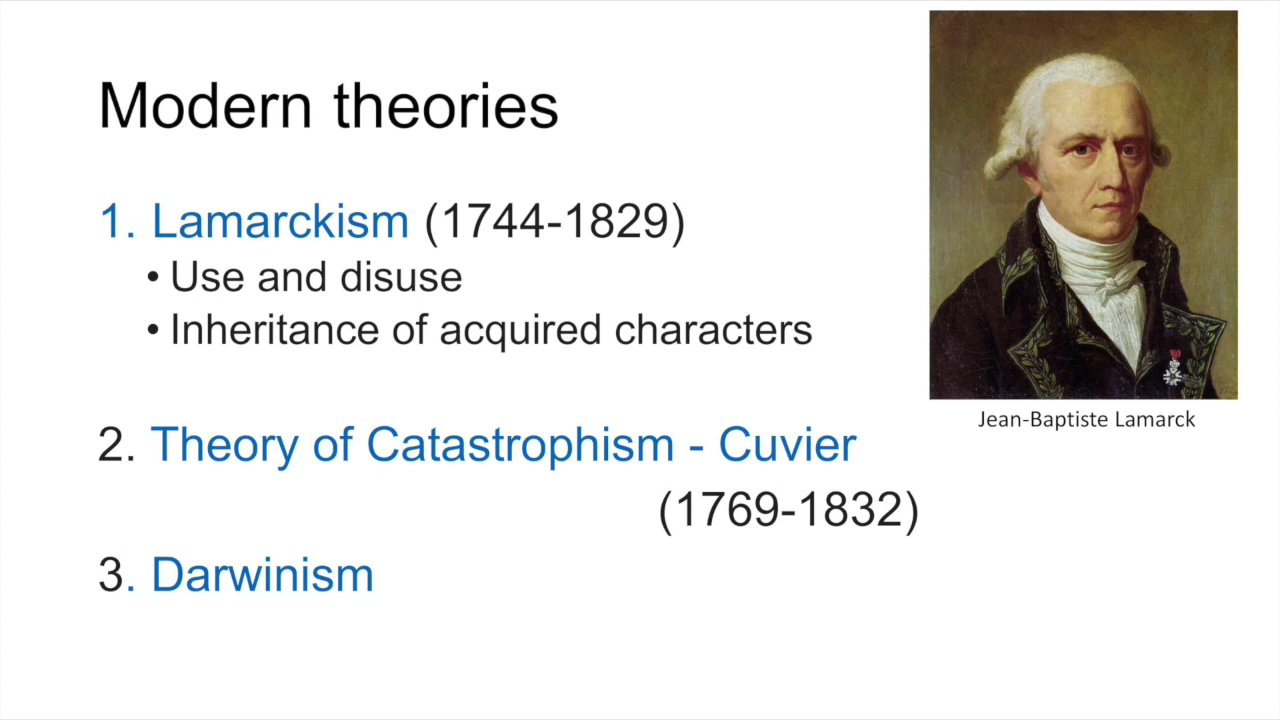 Modern theories
1. Lamarckism (1744-1829)
• Use and disuse
• Inheritance of acquired characters
Jean-Baptiste Lamarck
2. Theory of Catastrophism - Cuvier
(1769-1832)
3. Darwinism